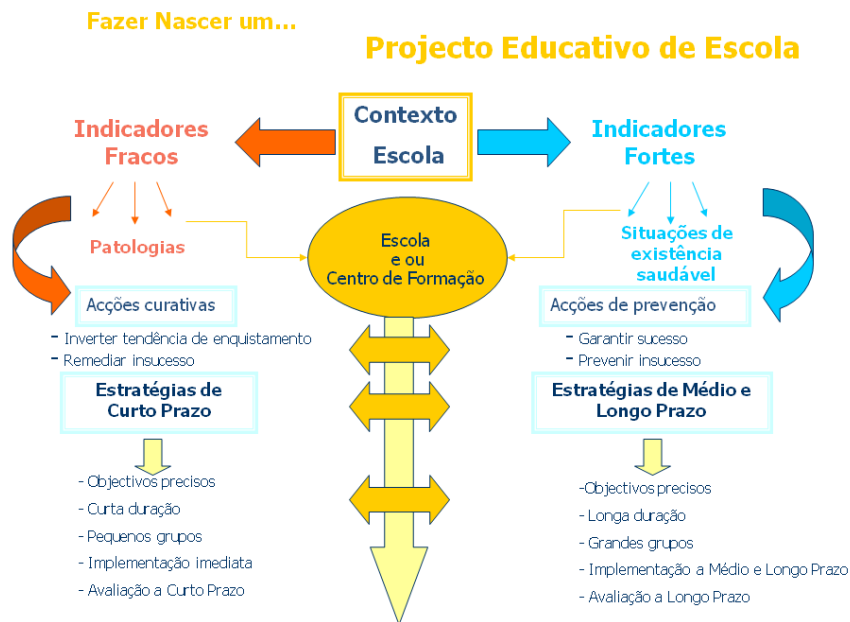 Fazer Nascer um...
Projecto Educativo de Escola
Contexto
Escola
Indicadores
Fracos
Indicadores
Fortes
Patologias
Escola
e ou
Centro de Formação
Situações de
existência
saudável
Acções curativas
- Inverter tendência de enquistamento
- Remediar insucesso
Acções de prevenção
- Garantir sucesso
- Prevenir insucesso
Estratégias de
Curto Prazo
Estratégias de Médio e
Longo Prazo
- Objectivos precisos
- Curta duração
- Pequenos grupos
- Implementação imediata
- Avaliação a Curto Prazo
-Objectivos precisos
- Longa duração
- Grandes grupos
- Implementação a Médio e Longo Prazo
- Avaliação a Longo Prazo